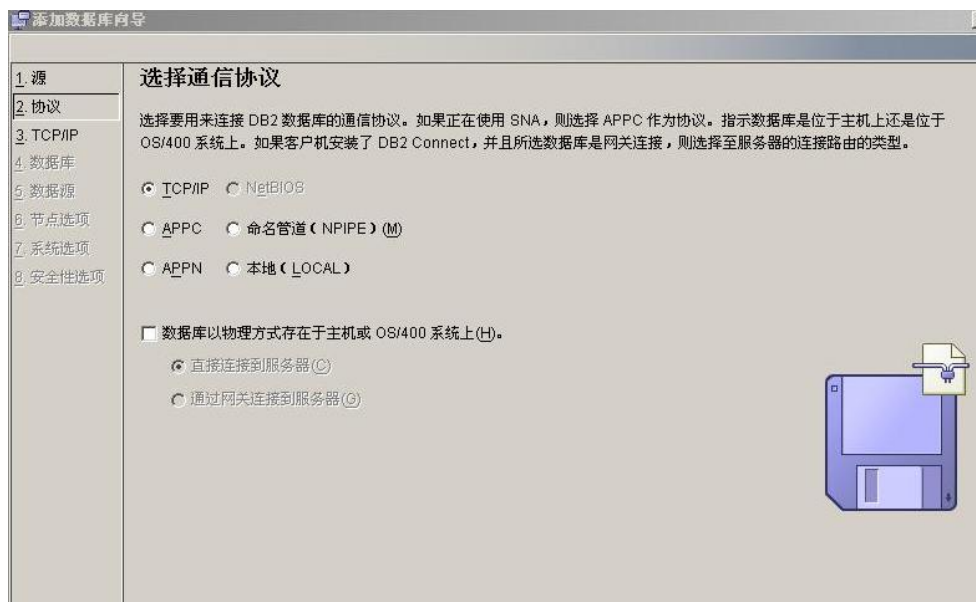 添加数据库向导
1. 源
2. 协议
3. TCP/IP
4. 数据库
5. 数据源
6. 节点选项
7. 系统选项
8. 安全性选项
选择通信协议
选择要用来连接 DB2 数据库的通信协议。如果正在使用 SNA，则选择 APPC 作为协议。指示数据库是位于主机上还是位于
OS/400 系统上。如果客户机安装了 DB2 Connect，并且所选数据库是网关连接，则选择至服务器的连接路由的类型。
TCP/IP NetBIOS
APPC 命名管道（NPIPE）(M)
APPN 本地（LOCAL）
数据库以物理方式存在于主机或 OS/400 系统上(H)。
直接连接到服务器(C)
通过网关连接到服务器(G)